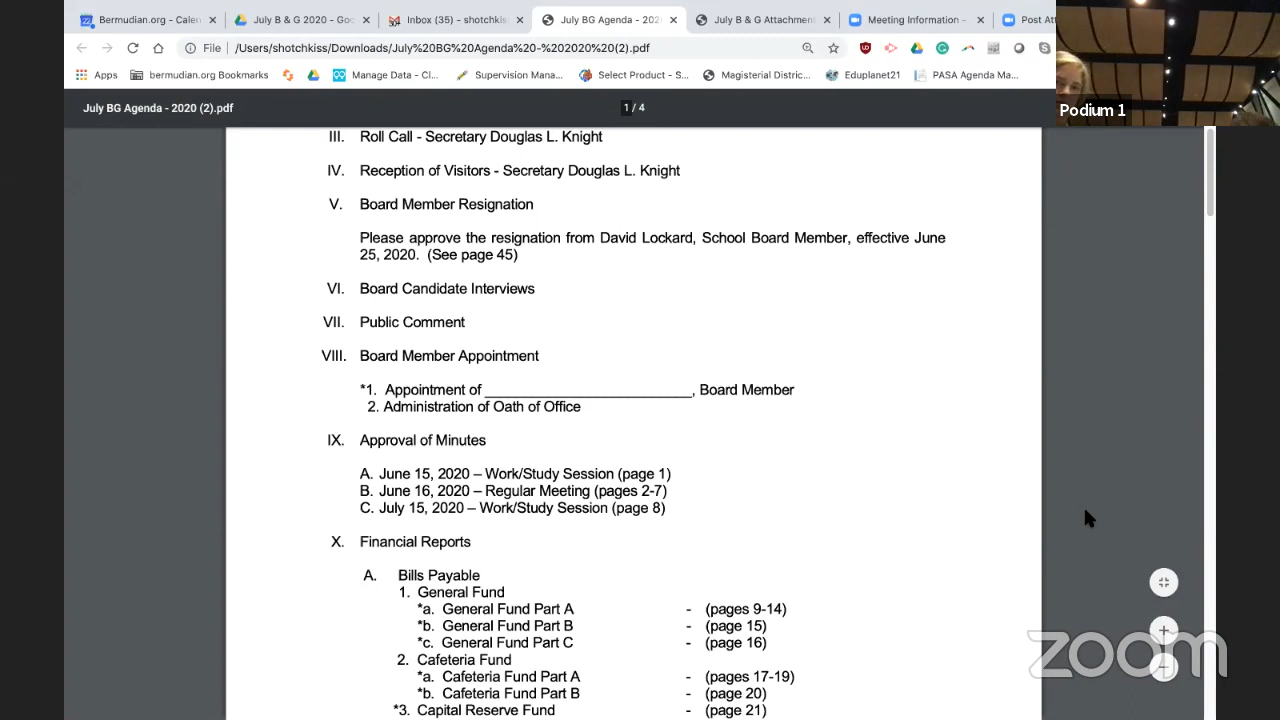 Bermudian.org - Caler
July B & G 2020 - Goo
Inbox (35) - shotchkiss
July BG Agenda - 202
July B & G Attachment
Meeting Information -
Post At
File
/Users/shotchkiss/Downloads/July%20BG%20Agenda%20-%202020%20(2).pdf
Apps
bermudian.org Bookmarks
Manage Data - Cl...
Supervision Mana...
Select Product - S...
Magisterial Distric...
Eduplanet21
PASA Agenda Ma...
Podium 1
July BG Agenda - 2020 (2).pdf
1 / 4
III. Roll Call - Secretary Douglas L. Knight
IV. Reception of Visitors - Secretary Douglas L. Knight
V. Board Member Resignation
Please approve the resignation from David Lockard, School Board Member, effective June
25, 2020. (See page 45)
VI. Board Candidate Interviews
VII. Public Comment
VIII. Board Member Appointment
*1. Appointment of _________________________, Board Member
2. Administration of Oath of Office
IX. Approval of Minutes
A. June 15, 2020 – Work/Study Session (page 1)
B. June 16, 2020 – Regular Meeting (pages 2-7)
C. July 15, 2020 – Work/Study Session (page 8)
X. Financial Reports
A. Bills Payable
1. General Fund
*a. General Fund Part A - (pages 9-14)
*b. General Fund Part B - (page 15)
*c. General Fund Part C - (page 16)
2. Cafeteria Fund
*a. Cafeteria Fund Part A - (pages 17-19)
*b. Cafeteria Fund Part B - (page 20)
*3. Capital Reserve Fund - (page 21)
zoom